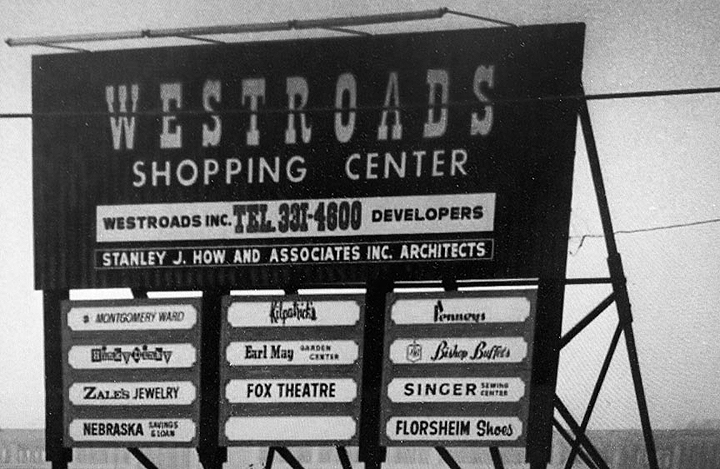 WESTROADS
SHOPPING CENTER
WESTROADS INC. TEL. 331-4600 DEVELOPERS
STANLEY J. HOW AND ASSOCIATES INC. ARCHITECTS
MONTGOMERY WARD
Hinky Dinky
ZALE'S JEWELRY
NEBRASKA SAVINGS & LOAN
Kilpatrick's
Earl May GARDEN CENTER
FOX THEATRE
Penneys
Bishop Buffets
SINGER SEWING CENTER
FLORSHEIM Shoes